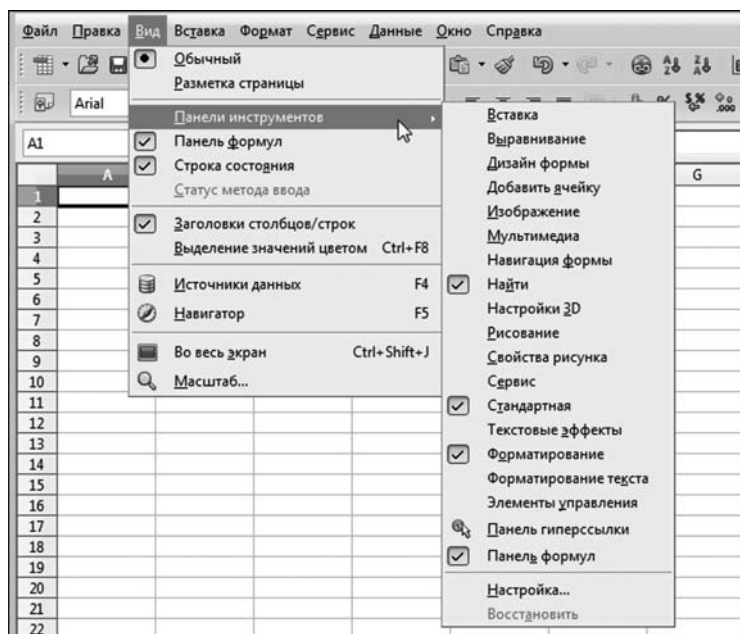 Файл Правка Вид Вставка Формат Сервис Данные Окно Справка
Обычный
Разметка страницы
Arial
Панели инструментов
A1
Панель формул
Строка состояния
Статус метода ввода
Заголовки столбцов/строк
Выделение значений цветом Ctrl+F8
Источники данных F4
Навигатор F5
Во весь экран Ctrl+Shift+J
Масштаб...
Вставка
Выравнивание
Дизайн формы
Добавить ячейку
Изображение
Мультимедиа
Навигация формы
Найти
Настройки 3D
Рисование
Свойства рисунка
Сервис
Стандартная
Текстовые эффекты
Форматирование
Форматирование текста
Элементы управления
Панель гиперссылки
Панель формул
Настройка...
Восстановить
A G
1
2
3
4
5
6
7
8
9
10
11
12
13
14
15
16
17
18
19
20
21
22